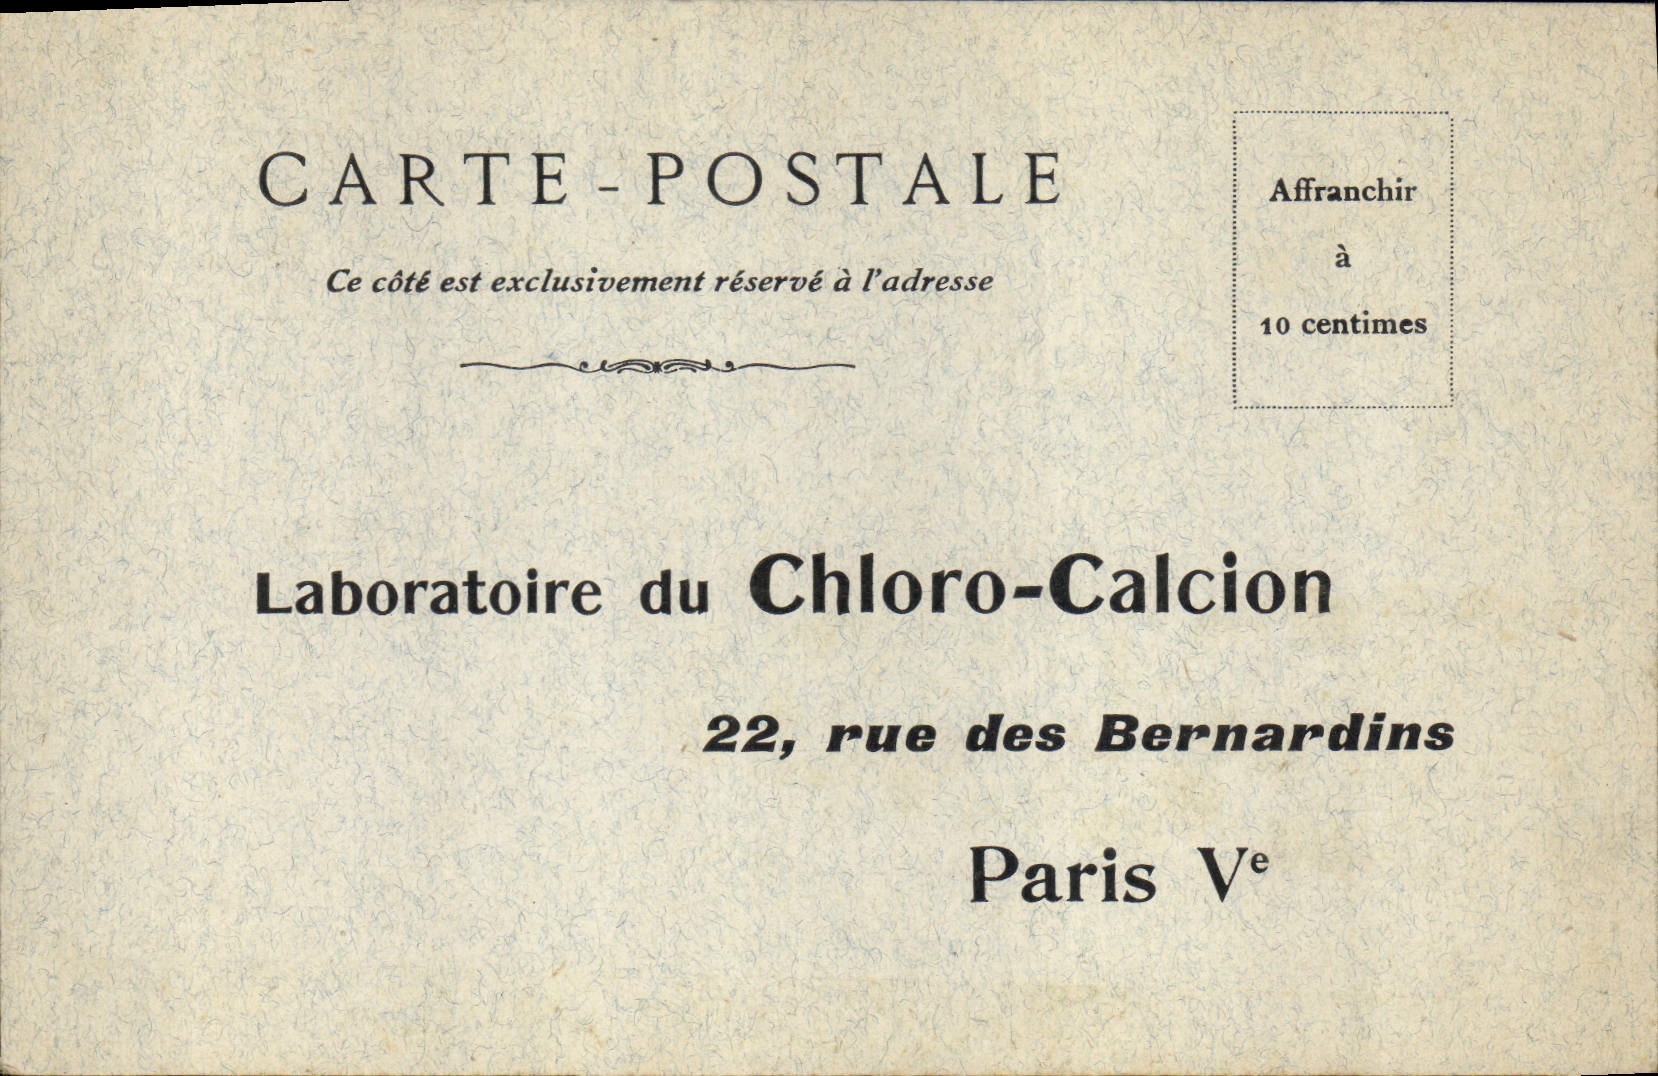 CARTE-POSTALE
Ce côté est exclusivement réservé à l'adresse
Affranchir
à
10 centimes
Laboratoire du Chloro-Calcion
22, rue des Bernardins
Paris Ve